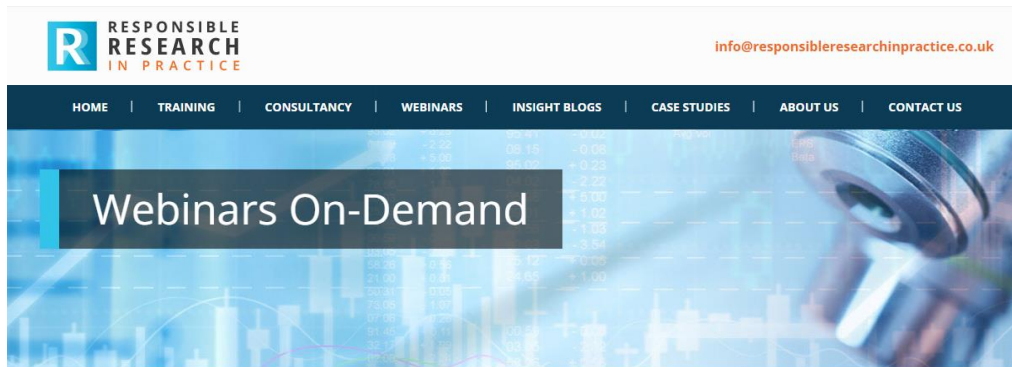 RESPONSIBLE
RESEARCH
IN PRACTICE
info@responsibleresearchinpractice.co.uk
HOME | TRAINING | CONSULTANCY | WEBINARS | INSIGHT BLOGS | CASE STUDIES | ABOUT US | CONTACT US
Webinars On-Demand